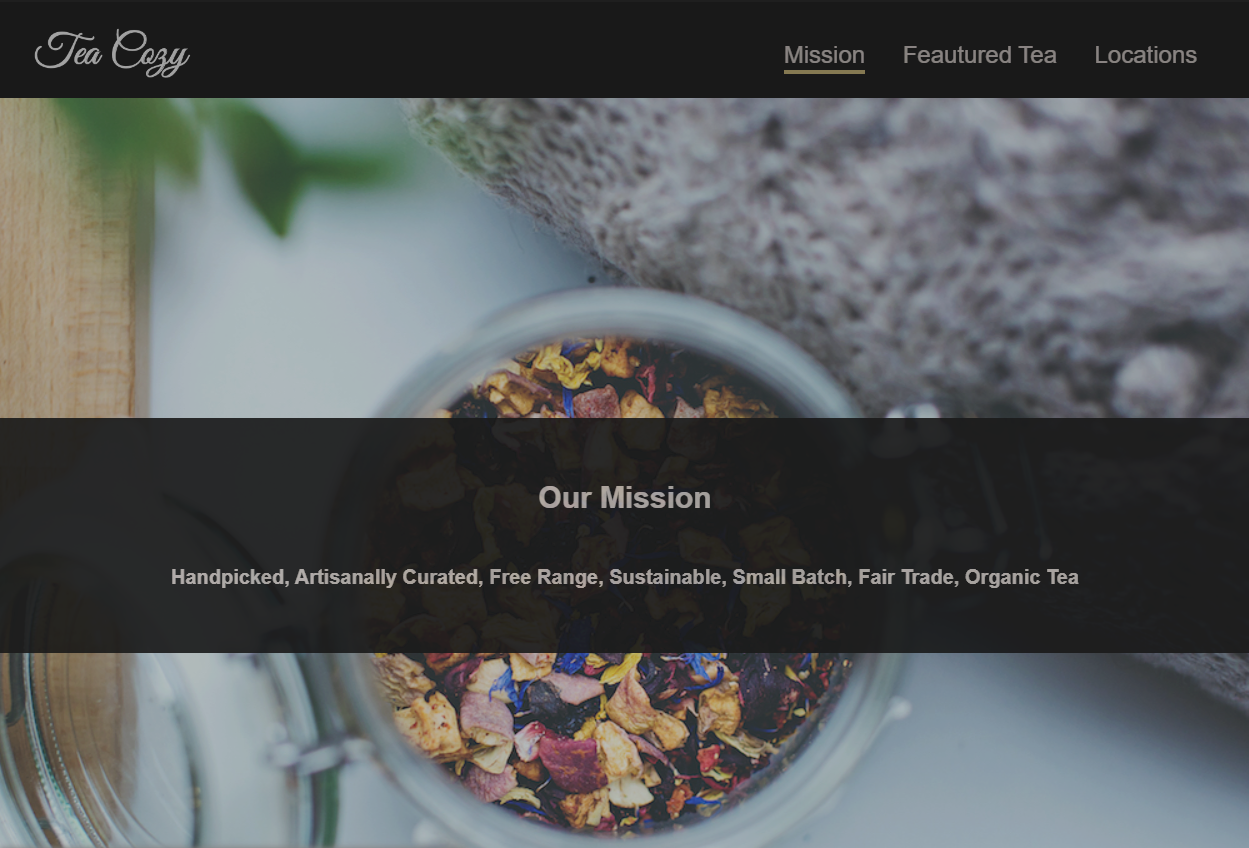 Tea Cozy
Mission Feautured Tea Locations
Our Mission
Handpicked, Artisanally Curated, Free Range, Sustainable, Small Batch, Fair Trade, Organic Tea